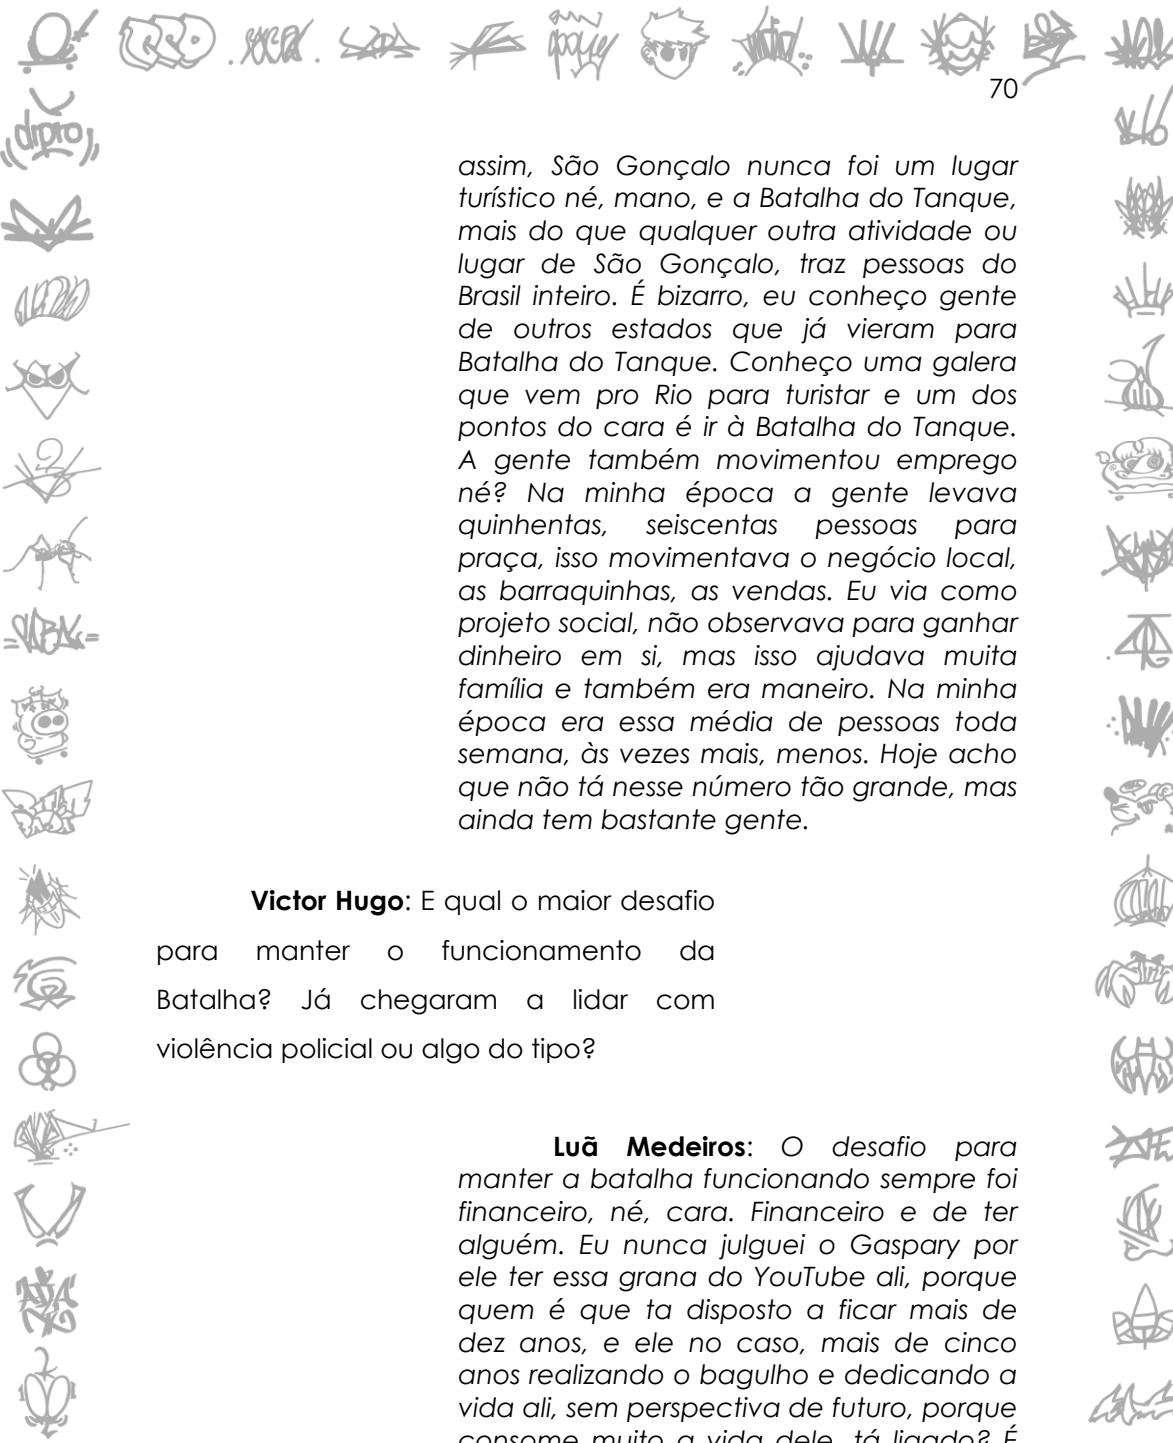 70
assim, São Gonçalo nunca foi um lugar
turístico né, mano, e a Batalha do Tanque,
mais do que qualquer outra atividade ou
lugar de São Gonçalo, traz pessoas do
Brasil inteiro. É bizarro, eu conheço gente
de outros estados que já vieram para
Batalha do Tanque. Conheço uma galera
que vem pro Rio para turistar e um dos
pontos do cara é ir à Batalha do Tanque.
A gente também movimentou emprego
né? Na minha época a gente levava
quinhentas, seiscentas pessoas para
praça, isso movimentava o negócio local,
as barraquinhas, as vendas. Eu via como
projeto social, não observava para ganhar
dinheiro em si, mas isso ajudava muita
família e também era maneiro. Na minha
época era essa média de pessoas toda
semana, às vezes mais, menos. Hoje acho
que não tá nesse número tão grande, mas
ainda tem bastante gente.
Victor Hugo: E qual o maior desafio
para manter o funcionamento da
Batalha? Já chegaram a lidar com
violência policial ou algo do tipo?
Luã Medeiros: O desafio para
manter a batalha funcionando sempre foi
financeiro, né, cara. Financeiro e de ter
alguém. Eu nunca julguei o Gaspary por
ele ter essa grana do YouTube ali, porque
quem é que ta disposto a ficar mais de
dez anos, e ele no caso, mais de cinco
anos realizando o bagulho e dedicando a
vida ali, sem perspectiva de futuro, porque
consome muito a vida dele, tá ligado? É